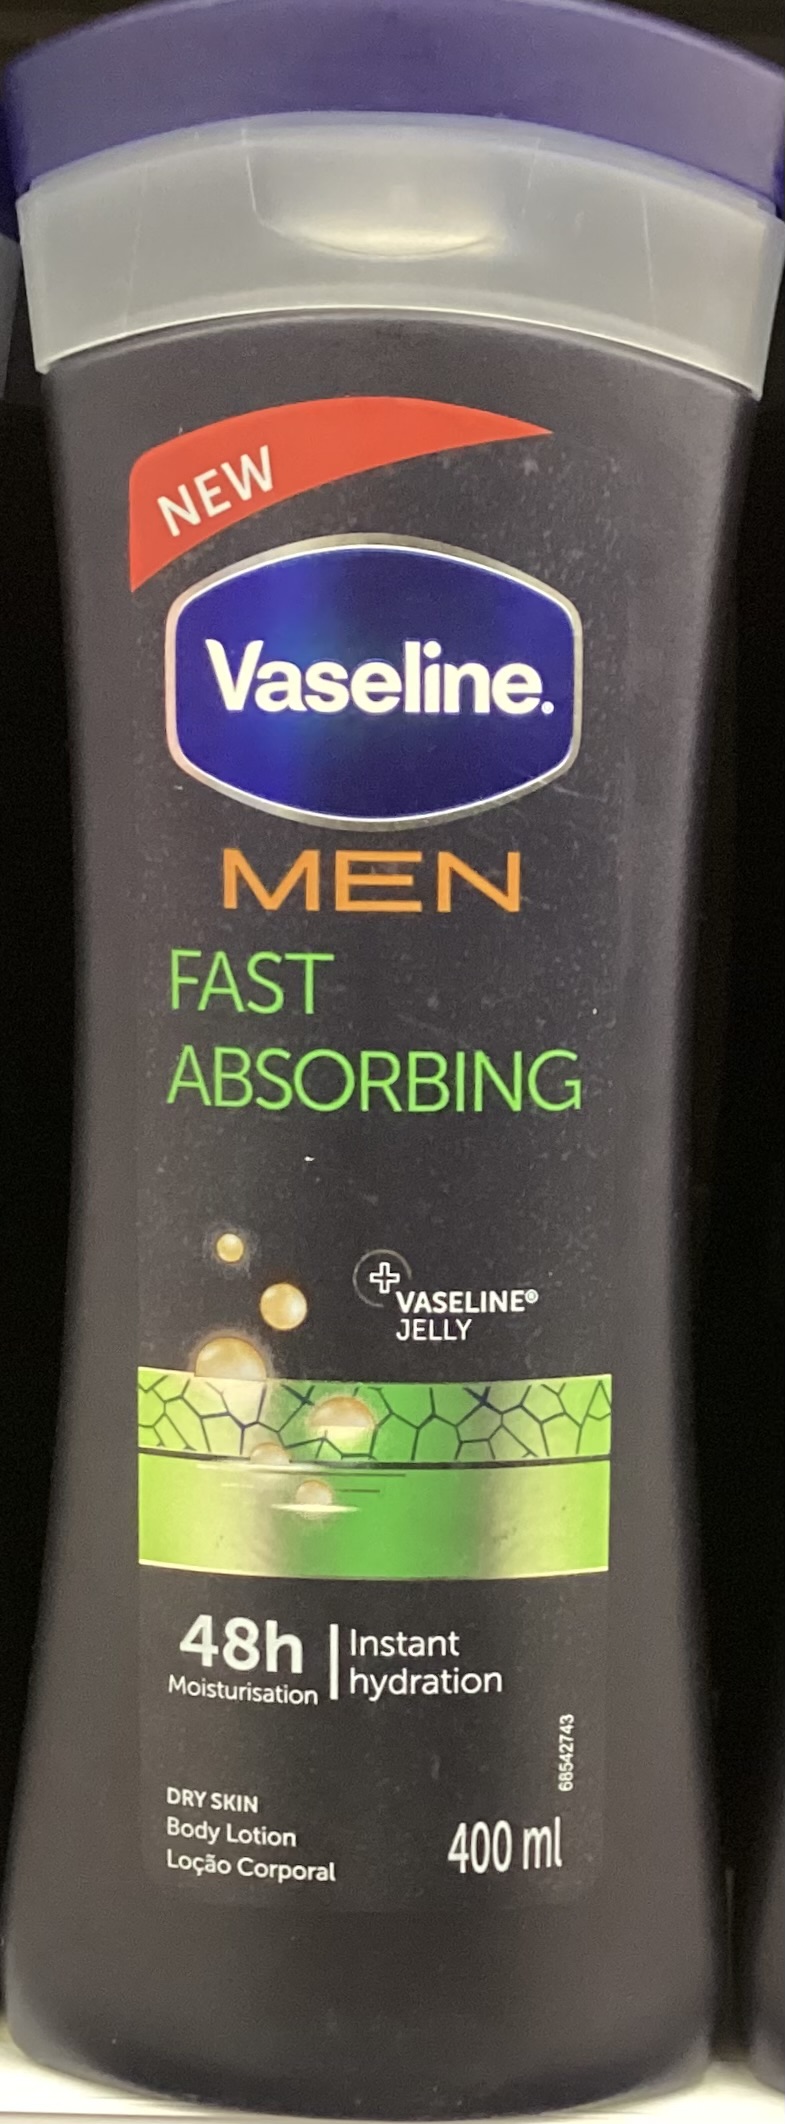 NEW
Vaseline.
MEN
FAST
ABSORBING
VASELINE®
JELLY
48h
Moisturisation
Instant
hydration
68542743
DRY SKIN
Body Lotion
Loção Corporal
400 ml